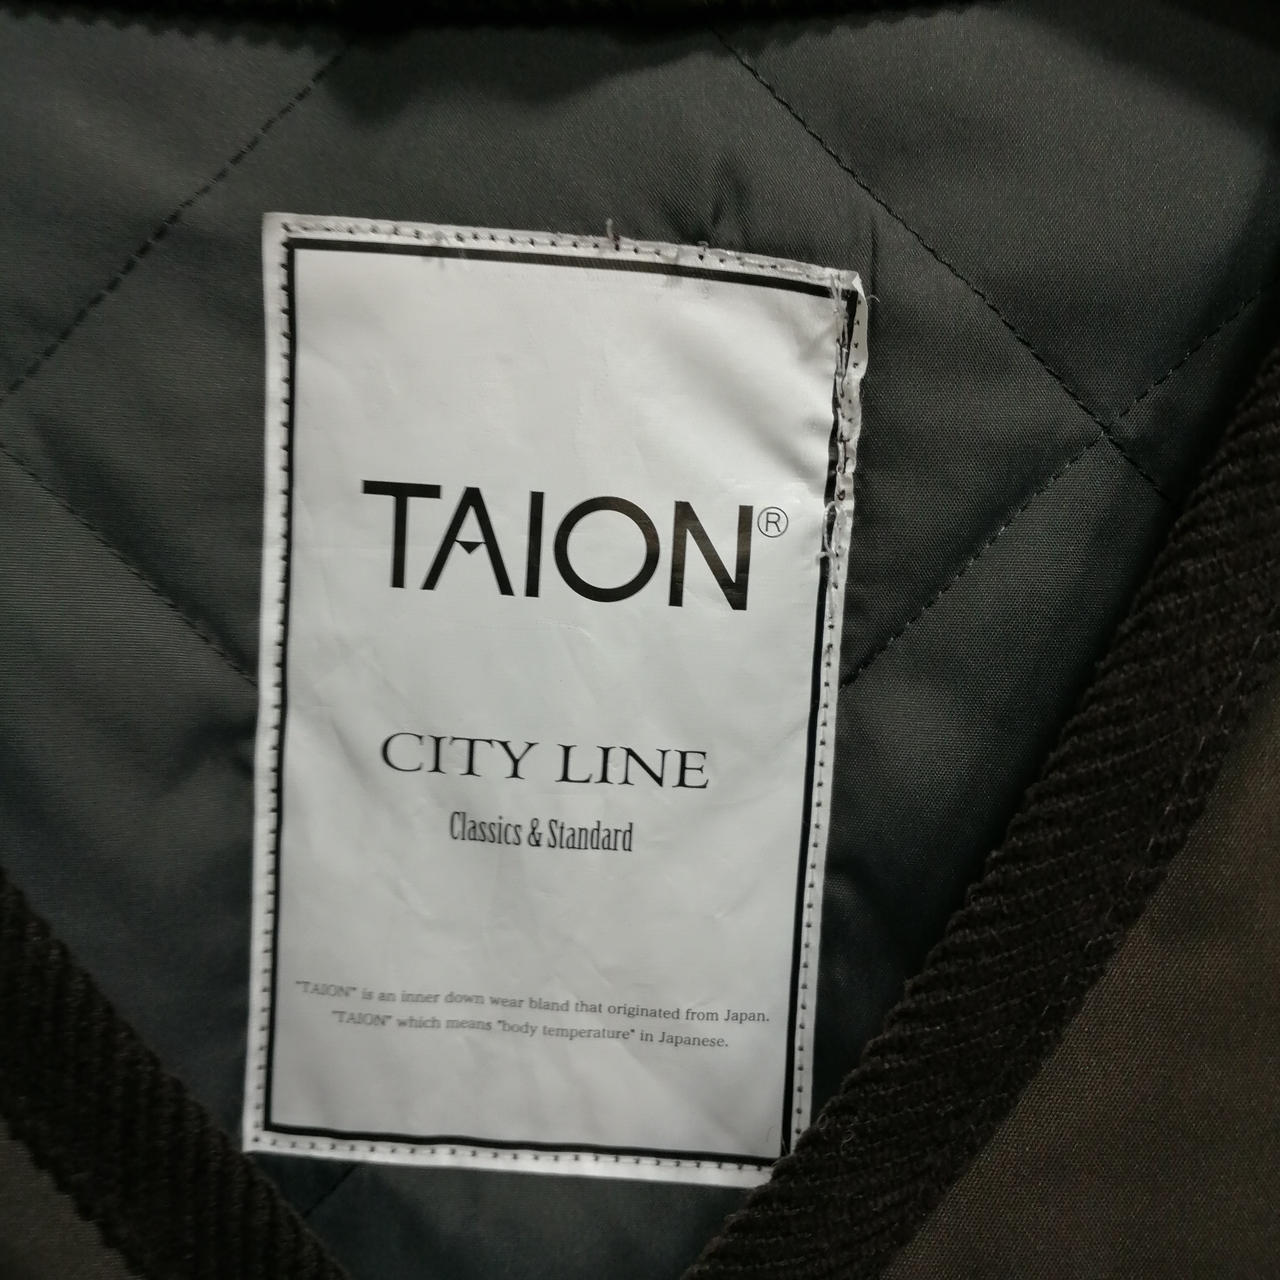 TAION®
CITY LINE
Classics & Standard
"TAION" is an inner down wear bland that originated from Japan.
"TAION" which means "body temperature" in Japanese.